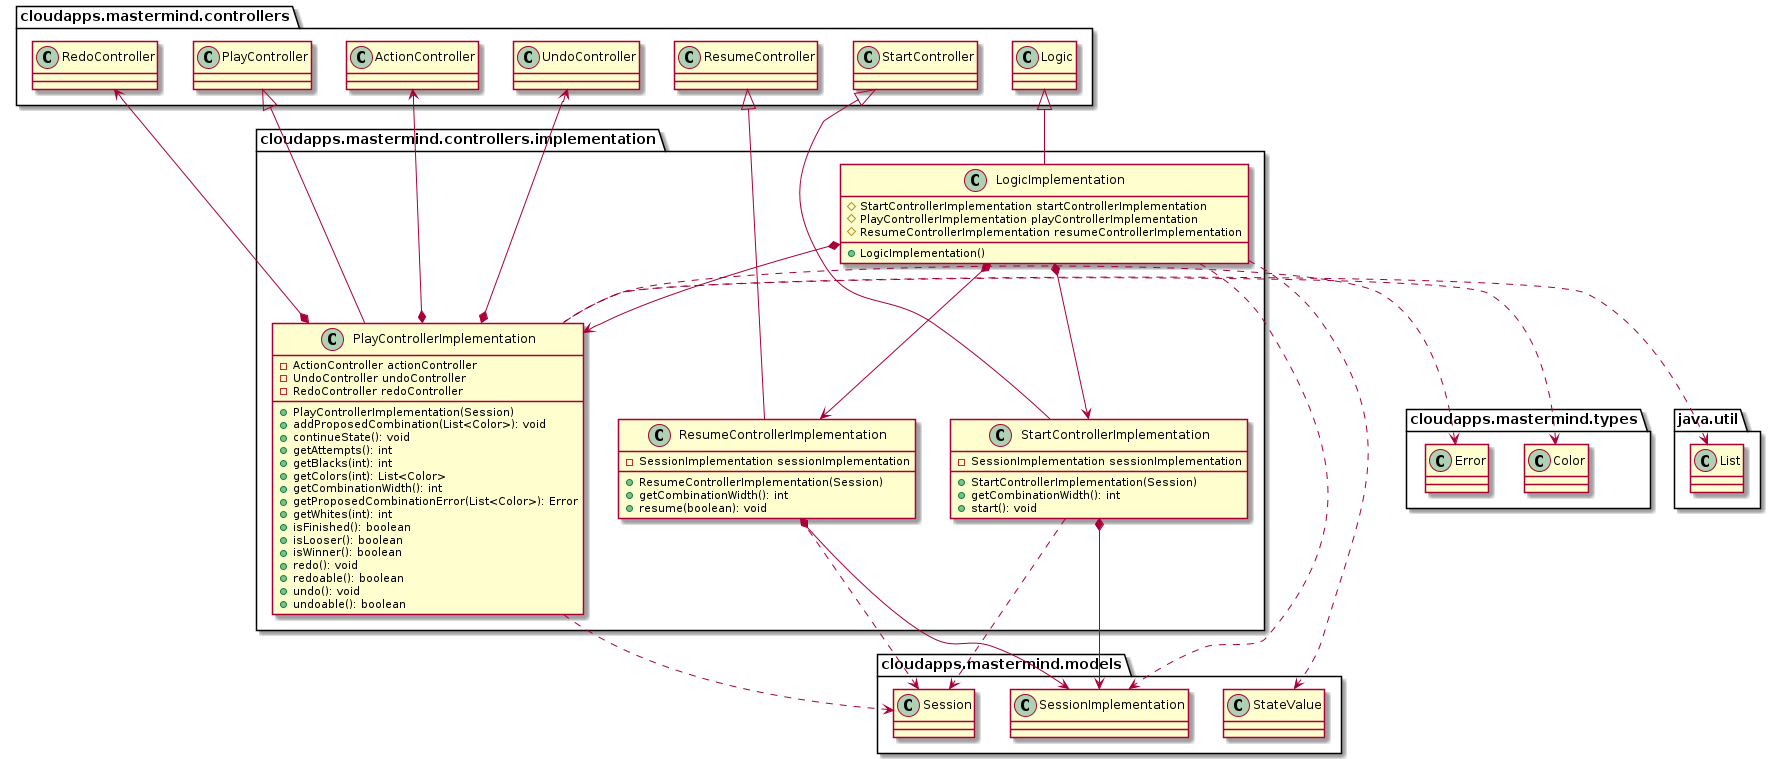 cloudapps.mastermind.controllers
C RedoController
C PlayController
C ActionController
C UndoController
C ResumeController
C StartController
C Logic
cloudapps.mastermind.controllers.implementation
C LogicImplementation
StartControllerImplementation startControllerImplementation
PlayControllerImplementation playControllerImplementation
ResumeControllerImplementation resumeControllerImplementation
LogicImplementation()
C PlayControllerImplementation
ActionController actionController
UndoController undoController
RedoController redoController
PlayControllerImplementation(Session)
addProposedCombination(List<Color>): void
continueState(): void
getAttempts(): int
getBlacks(int): int
getColors(int): List<Color>
getCombinationWidth(): int
getProposedCombinationError(List<Color>): Error
getWhites(int): int
isFinished(): boolean
isLooser(): boolean
isWinner(): boolean
redo(): void
redoable(): boolean
undo(): void
undoable(): boolean
C ResumeControllerImplementation
SessionImplementation sessionImplementation
ResumeControllerImplementation(Session)
getCombinationWidth(): int
resume(boolean): void
C StartControllerImplementation
SessionImplementation sessionImplementation
StartControllerImplementation(Session)
getCombinationWidth(): int
start(): void
cloudapps.mastermind.types
C Error
C Color
java.util
C List
cloudapps.mastermind.models
C Session
C SessionImplementation
C StateValue